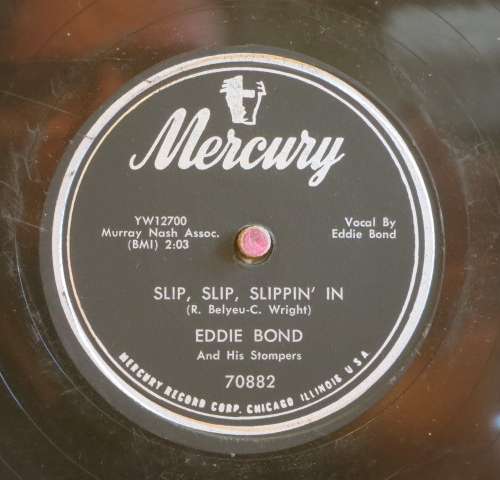 Mercury
YW12700
Murray Nash Assoc.
(BMI) 2:03
Vocal By
Eddie Bond
SLIP, SLIP, SLIPPIN' IN
(R. Belyeu-C. Wright)
EDDIE BOND
And His Stompers
70882
MERCURY RECORD CORP. CHICAGO ILLINOIS U S A